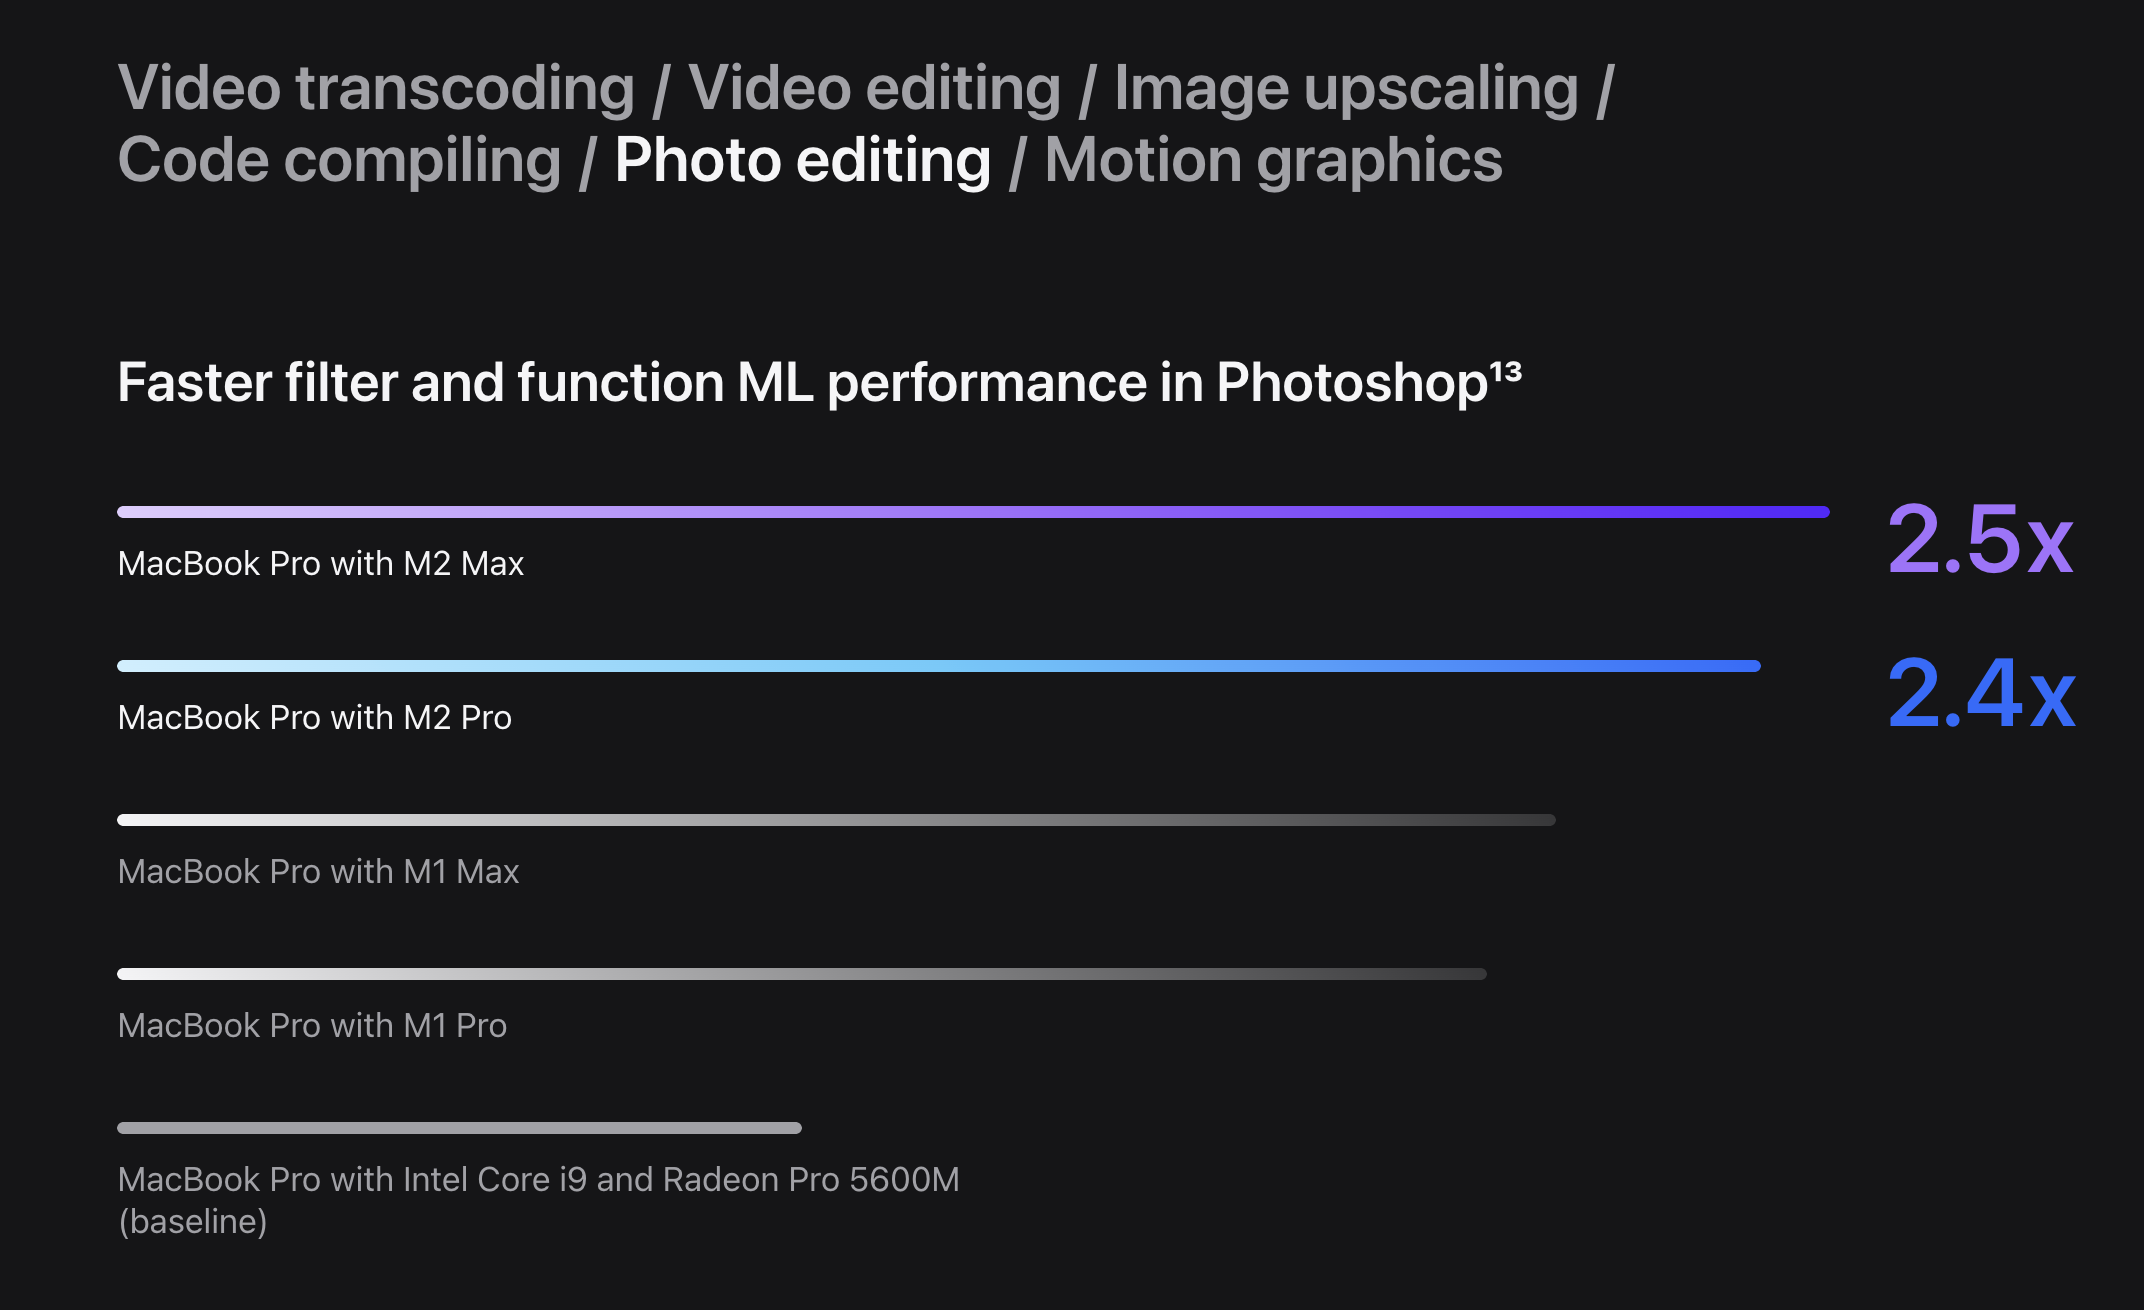 Video transcoding / Video editing / Image upscaling /
Code compiling / Photo editing / Motion graphics
Faster filter and function ML performance in Photoshop¹³
2.5x
MacBook Pro with M2 Max
2.4x
MacBook Pro with M2 Pro
MacBook Pro with M1 Max
MacBook Pro with M1 Pro
MacBook Pro with Intel Core i9 and Radeon Pro 5600M
(baseline)